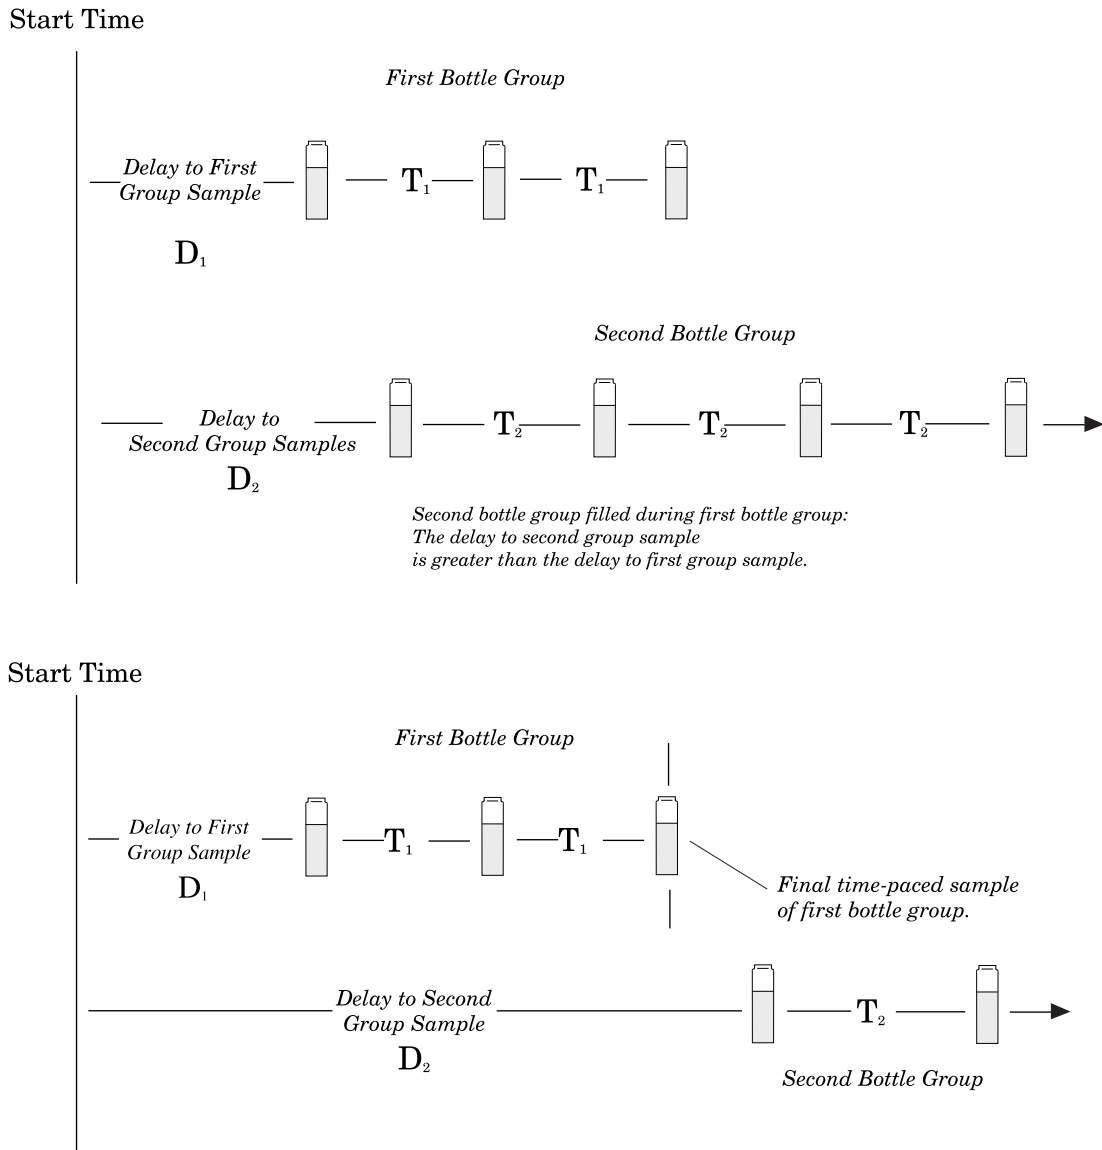 Start Time
First Bottle Group
Delay to First
Group Sample
T1
T1
D1
Second Bottle Group
Delay to
Second Group Samples
T2
T2
T2
D2
Second bottle group filled during first bottle group:
The delay to second group sample
is greater than the delay to first group sample.
Start Time
First Bottle Group
Delay to First
Group Sample
T1
T1
D1
Final time-paced sample
of first bottle group.
Delay to Second
Group Sample
T2
D2
Second Bottle Group